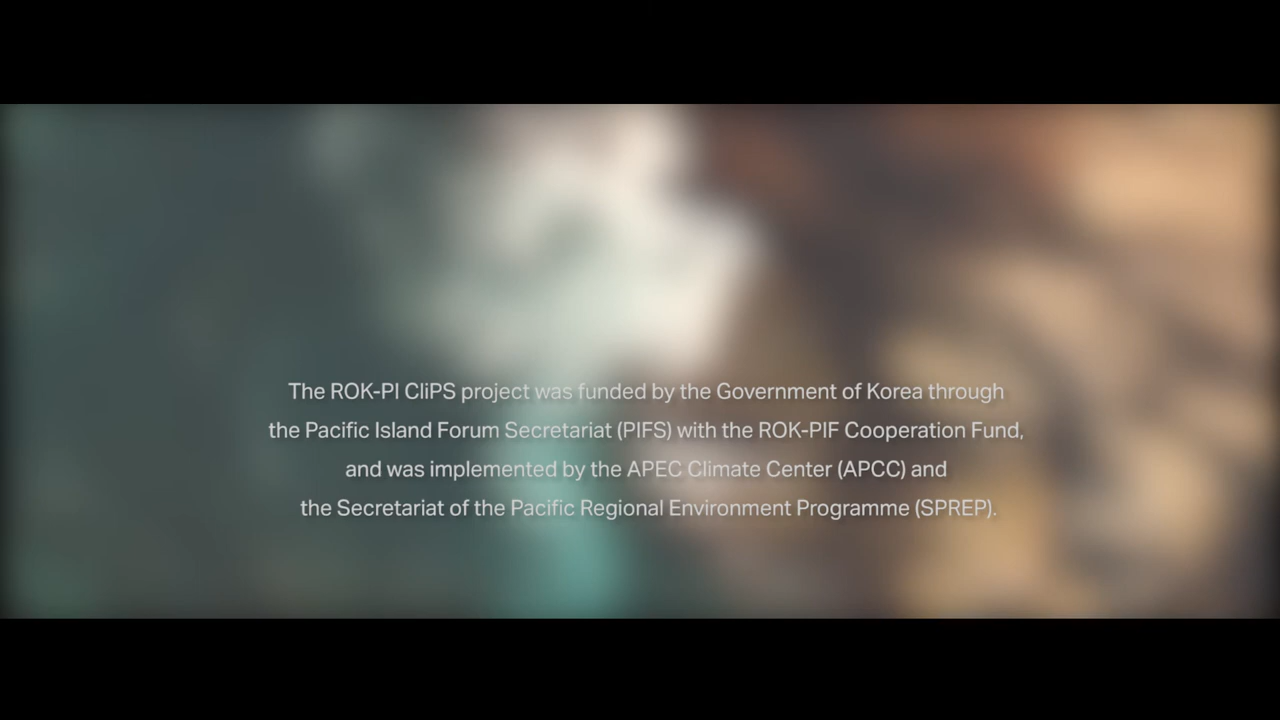 The ROK-PI CliPS project was funded by the Government of Korea through
the Pacific Island Forum Secretariat (PIFS) with the ROK-PIF Cooperation Fund,
and was implemented by the APEC Climate Center (APCC) and
the Secretariat of the Pacific Regional Environment Programme (SPREP).